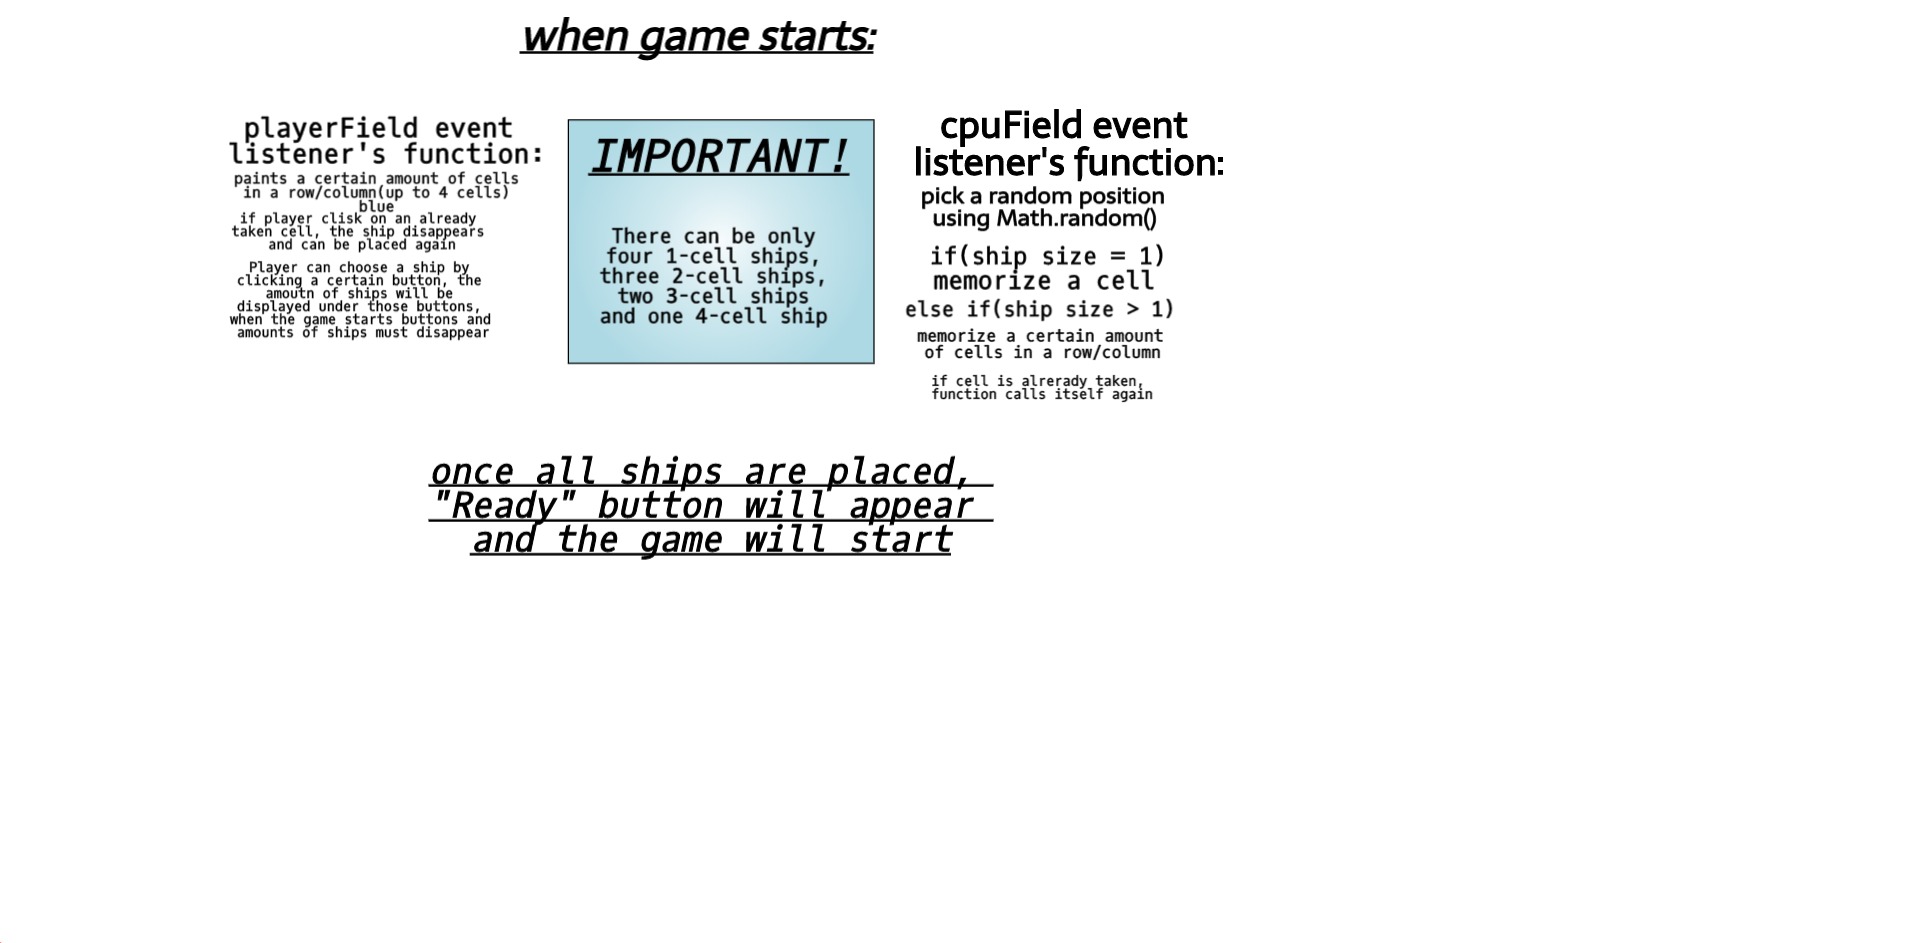 when game starts:
playerField event
listener's function:
paints a certain amount of cells
in a row/column(up to 4 cells)
blue
if player clisk on an already
taken cell, the ship disappears
and can be placed again
Player can choose a ship by
clicking a certain button, the
amoutn of ships will be
displayed under those buttons,
when the game starts buttons and
amounts of ships must disappear
IMPORTANT!
There can be only
four 1-cell ships,
three 2-cell ships,
two 3-cell ships
and one 4-cell ship
cpuField event
listener's function:
pick a random position
using Math.random()
if(ship size = 1)
memorize a cell
else if(ship size > 1)
memorize a certain amount
of cells in a row/column
if cell is alrerady taken,
function calls itself again
once all ships are placed,
"Ready" button will appear
and the game will start